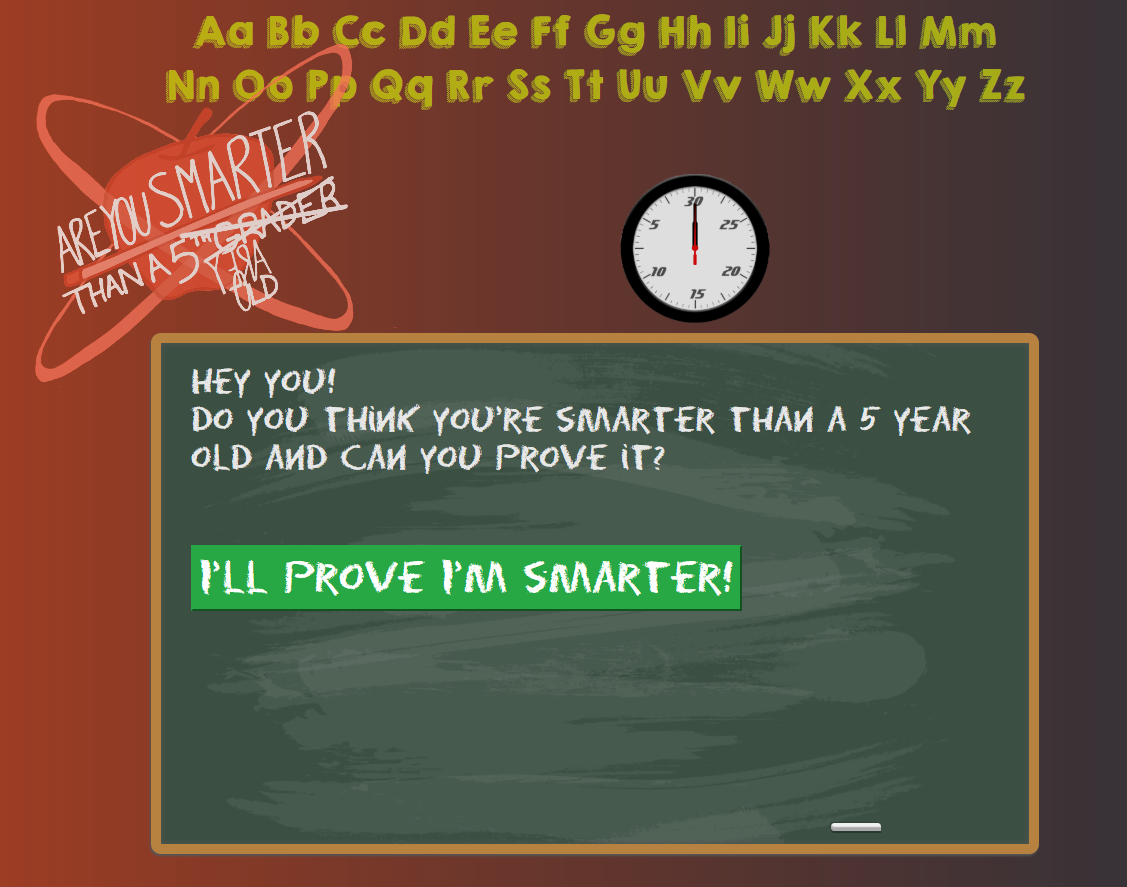 Aa Bb Cc Dd Ee Ff Gg Hh Ii Jj Kk Ll Mm
Nn Oo Pp Qq Rr Ss Tt Uu Vv Ww Xx Yy Zz
ARE YOU SMARTER
THAN A 5TH GRADER
YEAR
OLD
30
5 25
10 20
15
HEY YOU!
DO YOU THINK YOU'RE SMARTER THAN A 5 YEAR
OLD AND CAN YOU PROVE IT?
I'LL PROVE I'M SMARTER!